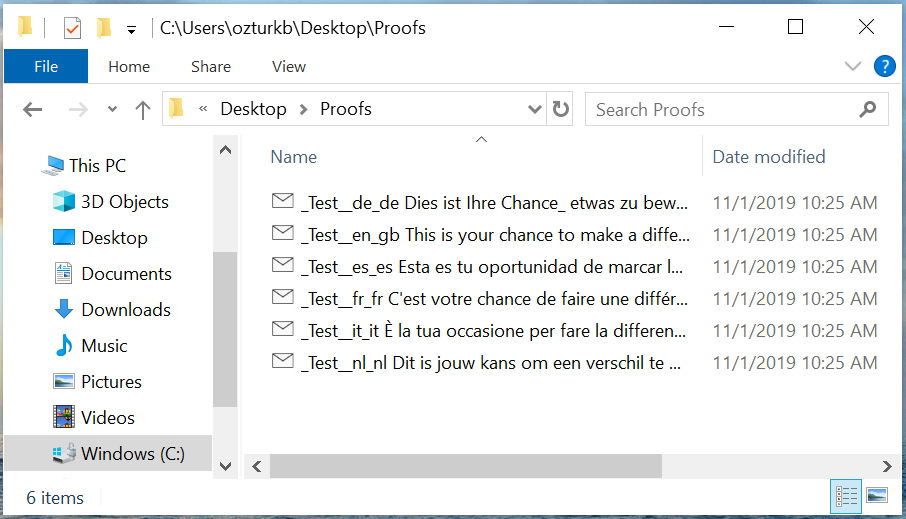 C:\Users\ozturkb\Desktop\Proofs
File Home Share View ?
« Desktop > Proofs Search Proofs
Name Date modified
This PC
3D Objects
Desktop
Documents
Downloads
Music
Pictures
Videos
Windows (C:)
_Test__de_de Dies ist Ihre Chance_ etwas zu bew... 11/1/2019 10:25 AM
_Test__en_gb This is your chance to make a diffe... 11/1/2019 10:25 AM
_Test__es_es Esta es tu oportunidad de marcar l... 11/1/2019 10:25 AM
_Test__fr_fr C'est votre chance de faire une différ... 11/1/2019 10:25 AM
_Test__it_it È la tua occasione per fare la differen... 11/1/2019 10:25 AM
_Test__nl_nl Dit is jouw kans om een verschil te ... 11/1/2019 10:25 AM
6 items